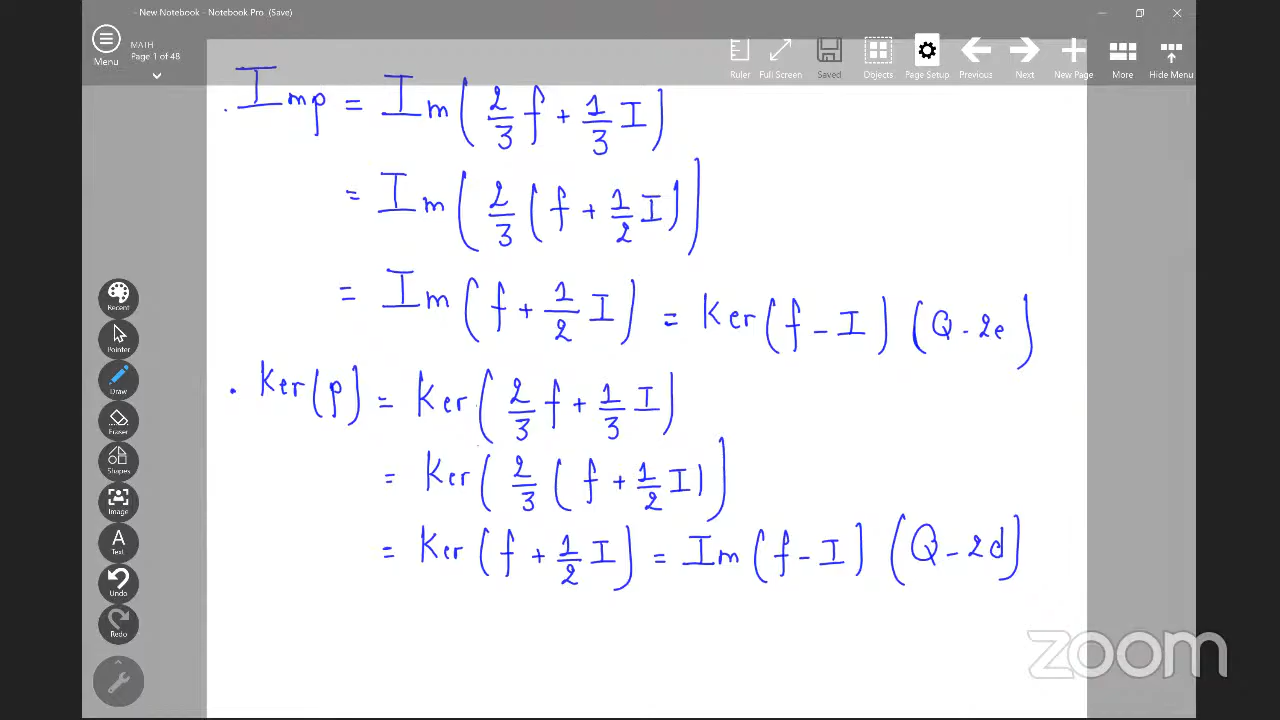 - New Notebook - Notebook Pro (Save)
Menu
MATH
Page 1 of 48
Ruler Full Screen Saved Objects Page Setup Previous Next New Page More Hide Menu
. Imp = Im(2/3 f + 1/3 I)
= Im(2/3 (f + 1/2 I))
= Im(f + 1/2 I) = Ker(f - I) (Q - 2e)
. Ker(p) = Ker(2/3 f + 1/3 I)
= Ker(2/3 (f + 1/2 I))
= Ker(f + 1/2 I) = Im(f - I) (Q - 2d)
Recent
Pointer
Draw
Eraser
Shapes
Image
A
Text
Undo
Redo
zoom